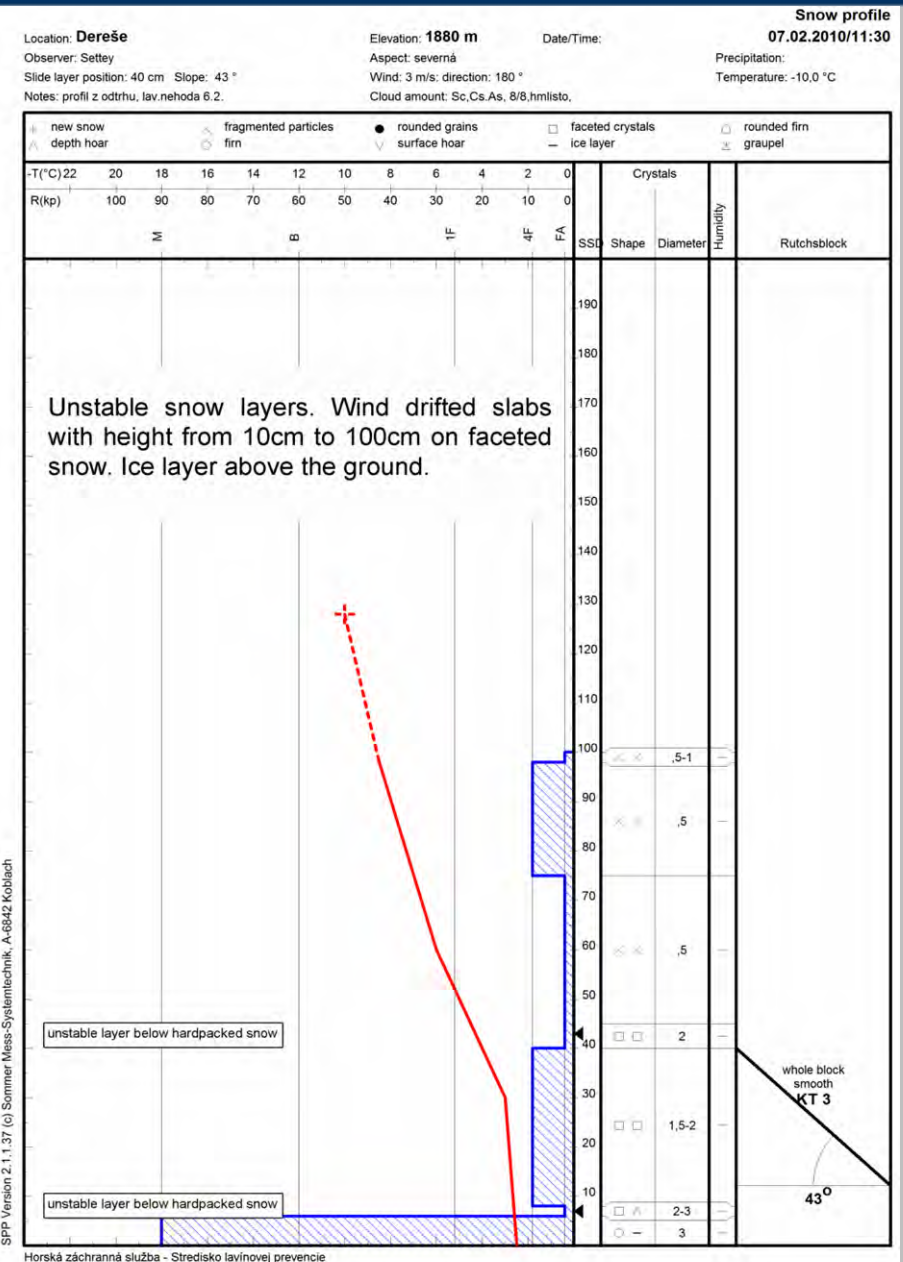 Snow profile
Location: Dereše Elevation: 1880 m Date/Time: 07.02.2010/11:30
Observer: Settey Aspect: severná Precipitation:
Slide layer position: 40 cm Slope: 43 ° Wind: 3 m/s: direction: 180 ° Temperature: -10,0 °C
Notes: profil z odtrhu, lav.nehoda 6.2. Cloud amount: Sc,Cs.As, 8/8,hmlisto,
new snow fragmented particles rounded grains faceted crystals rounded firn
depth hoar firn surface hoar ice layer graupel
-T(°C) 22 20 18 16 14 12 10 8 6 4 2 0 Crystals
R(kp) 100 90 80 70 60 50 40 30 20 10 0
M B 1F 4F FA SSD Shape Diameter Humidity Rutschsblock
190
180
170
Unstable snow layers. Wind drifted slabs
with height from 10cm to 100cm on faceted
snow. Ice layer above the ground.
160
150
140
130
120
110
100
,5-1
90
,5
80
70
60
,5
50
unstable layer below hardpacked snow
40
2
whole block
smooth
KT 3
30
1,5-2
20
10
43°
unstable layer below hardpacked snow
2-3
3
SPP Version 2.1.1.37 (c) Sommer Mess-Systemtechnik, A-6842 Koblach
Horská záchranná služba - Stredisko lavínovej prevencie